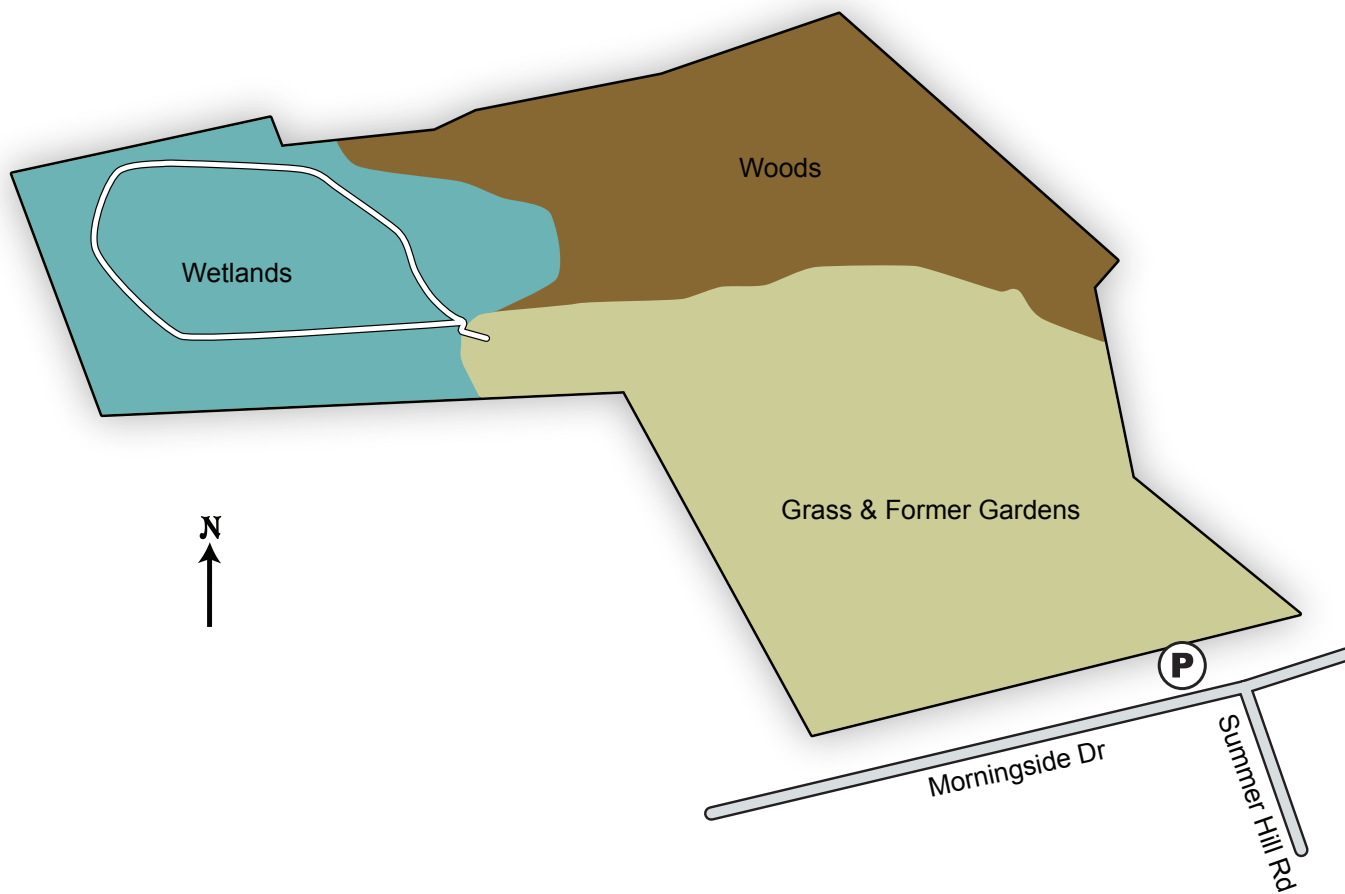 Woods
Wetlands
Grass & Former Gardens
N
P
Morningside Dr
Summer Hill Rd